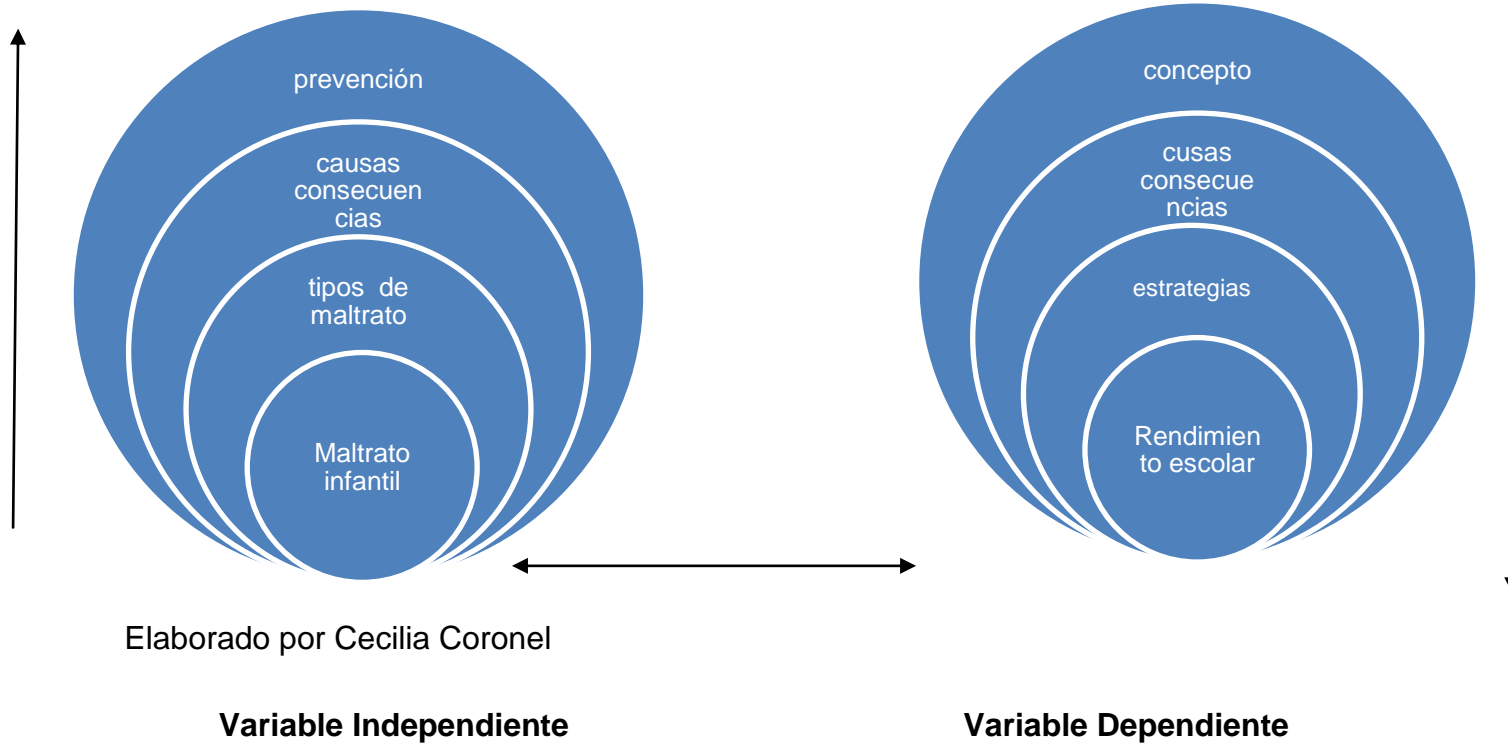 prevención
causas
consecuen
cias
tipos de
maltrato
Maltrato
infantil
concepto
cusas
consecue
ncias
estrategias
Rendimien
to escolar
Elaborado por Cecilia Coronel
Variable Independiente
Variable Dependiente